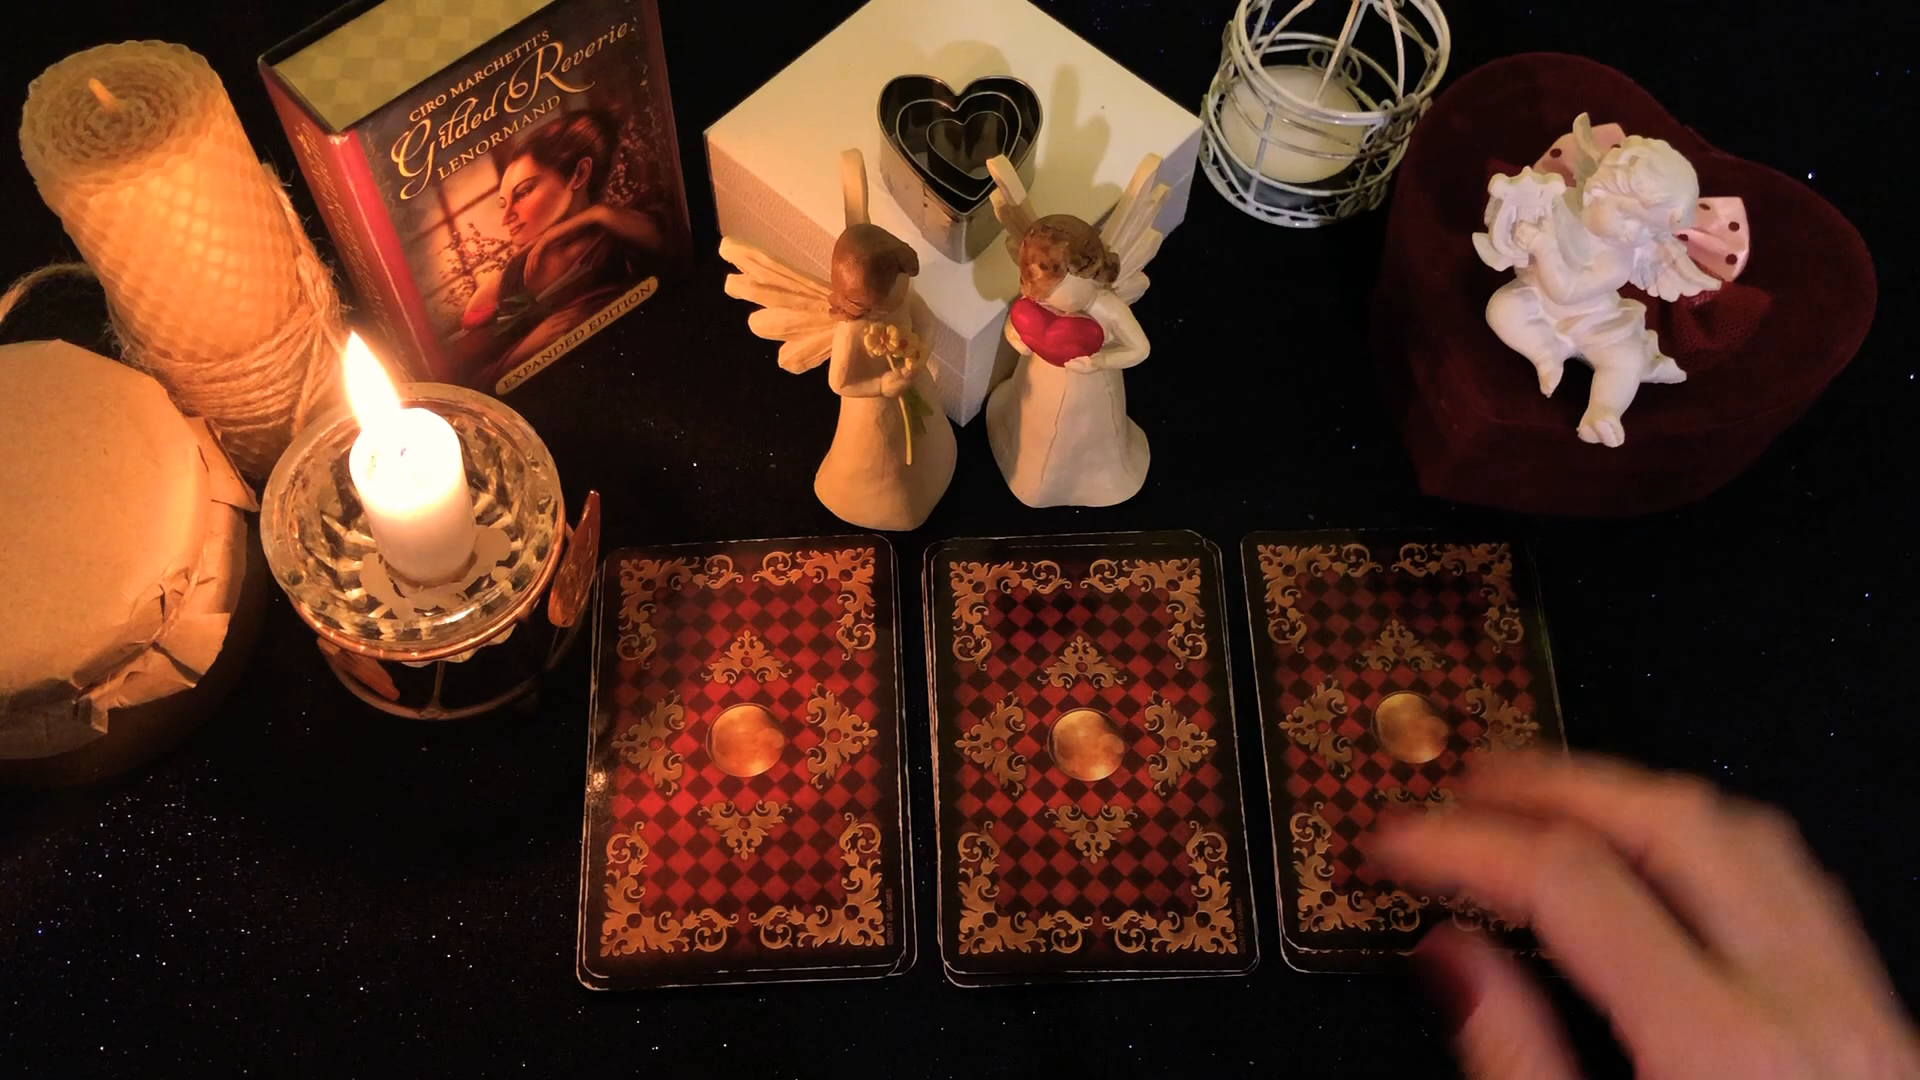 CIRO MARCHETTI'S
Gilded Reverie
LENORMAND
EXPANDED EDITION